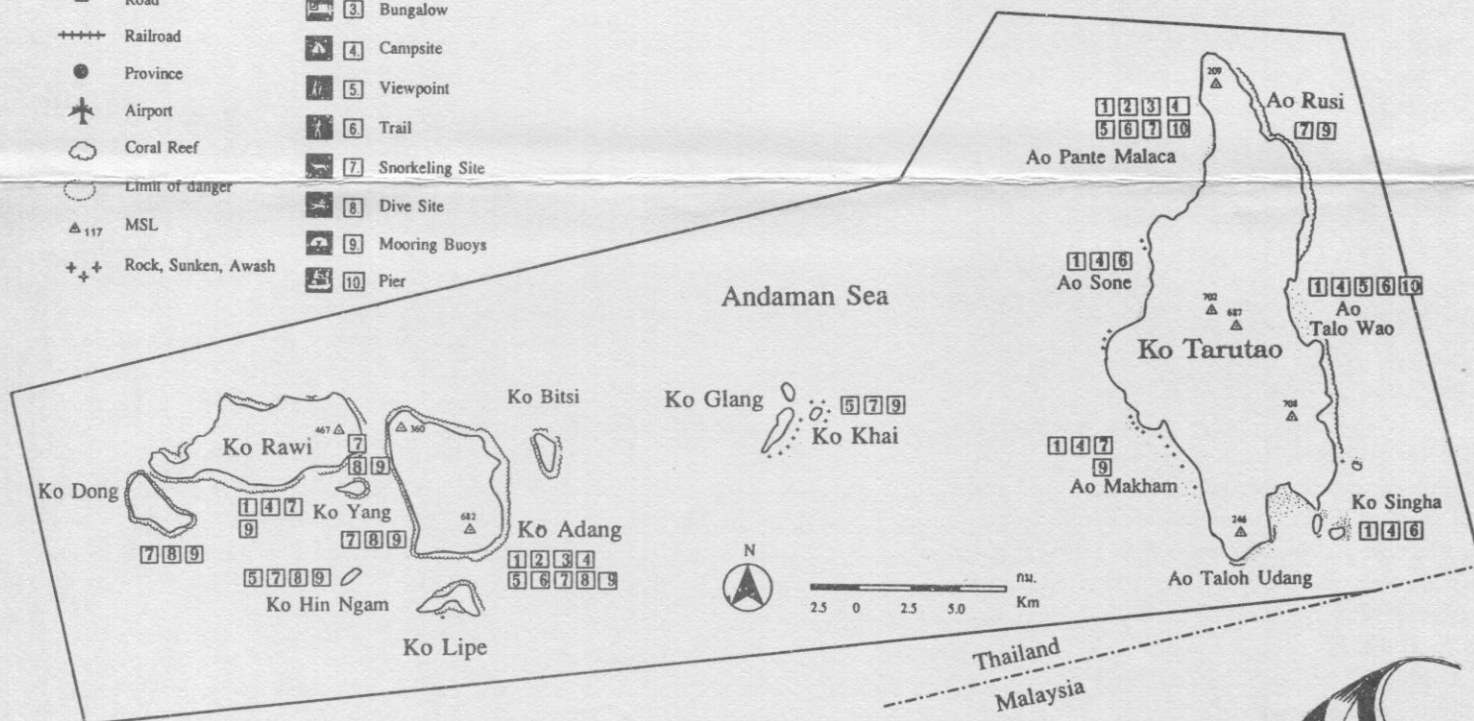 Road
Railroad
Province
Airport
Coral Reef
Limit of danger
117 MSL
Rock, Sunken, Awash
3. Bungalow
4. Campsite
5. Viewpoint
6. Trail
7. Snorkeling Site
8 Dive Site
9. Mooring Buoys
10 Pier
209
1 2 3 4
5 6 7 10
Ao Pante Malaca
Ao Rusi
7 9
1 4 6
Ao Sone
Andaman Sea
1 4 5 6 10
Ao
Talo Wao
702
687
Ko Tarutao
708
Ko Bitsi
Ko Glang
5 7 9
Ko Khai
Ko Rawi
467
7
8 9
360
Ko Dong
7 8 9
1 4 7
9
Ko Yang
7 8 9
682
Ko Adang
1 2 3 4
5 6 7 8 9
5 7 8 9
Ko Hin Ngam
Ko Lipe
1 4 7
9
Ao Makham
Ko Singha
1 4 6
246
Ao Taloh Udang
N
กม.
Km
2.5 0 2.5 5.0
Thailand
Malaysia